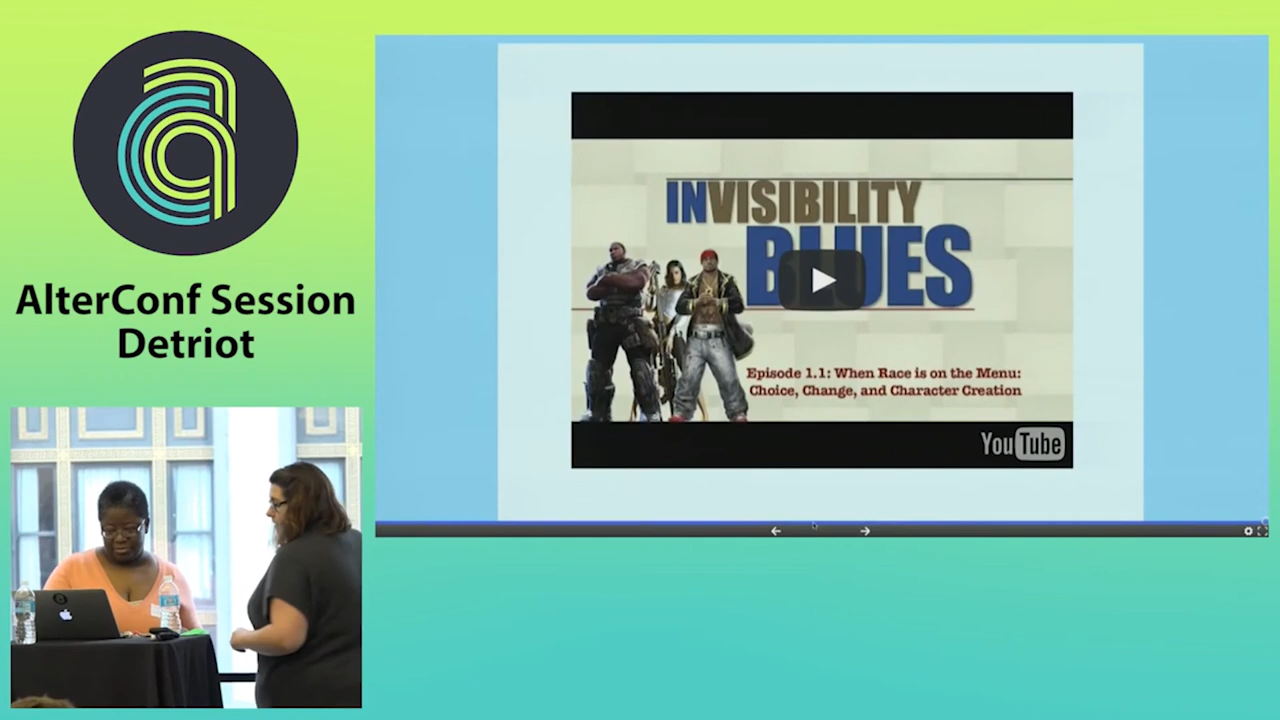 AlterConf Session
Detriot
INVISIBILITY
BLUES
Episode 1.1: When Race is on the Menu:
Choice, Change, and Character Creation
YouTube